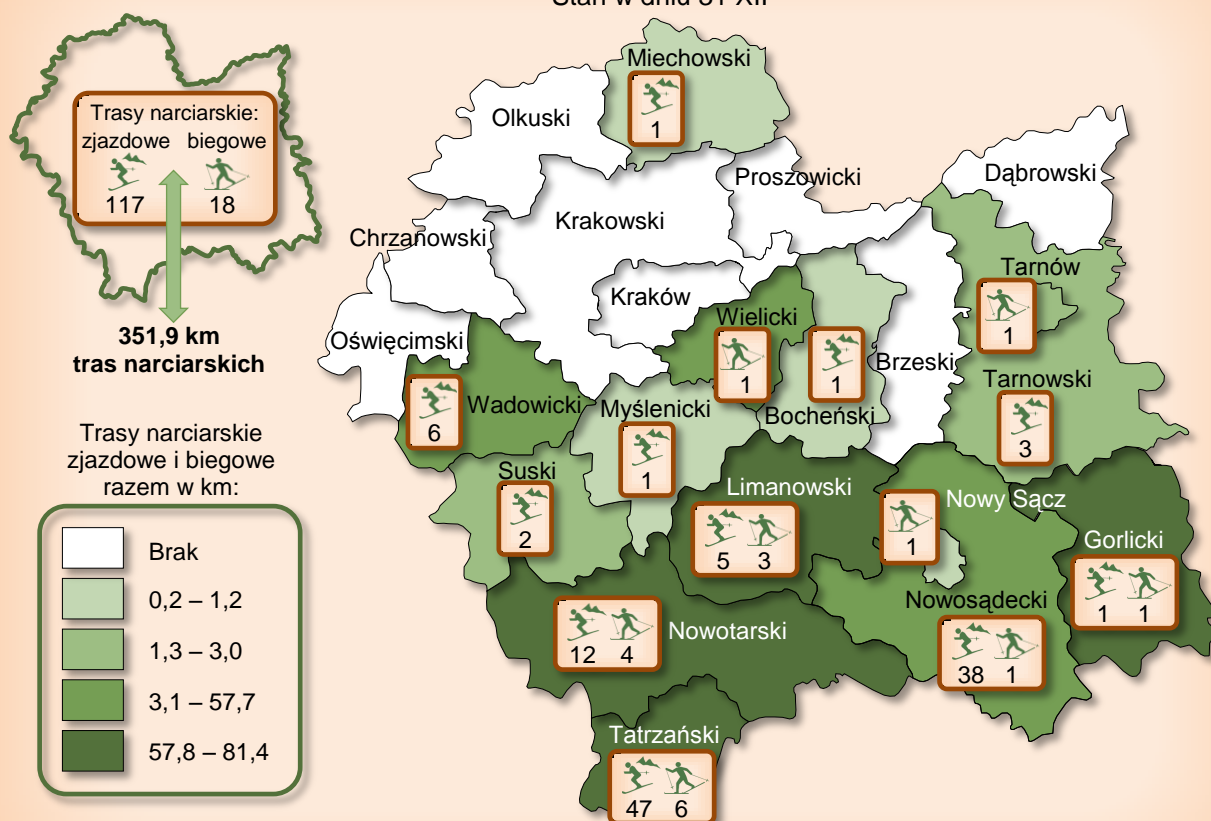 Stan w dniu 31 XII
Trasy narciarskie:
zjazdowe biegowe
117 18
351,9 km
tras narciarskich
Trasy narciarskie
zjazdowe i biegowe
razem w km:
Brak
0,2 – 1,2
1,3 – 3,0
3,1 – 57,7
57,8 – 81,4
Miechowski
1
Olkuski
Proszowicki
Dąbrowski
Krakowski
Chrzanowski
Kraków
Tarnów
1
Wielicki
1
Oświęcimski
Bocheński
1
Brzeski
Tarnowski
3
Wadowicki
6
Myślenicki
1
Suski
2
Limanowski
5 3
Nowy Sącz
1
Gorlicki
1 1
Nowosądecki
38 1
Nowotarski
12 4
Tatrzański
47 6